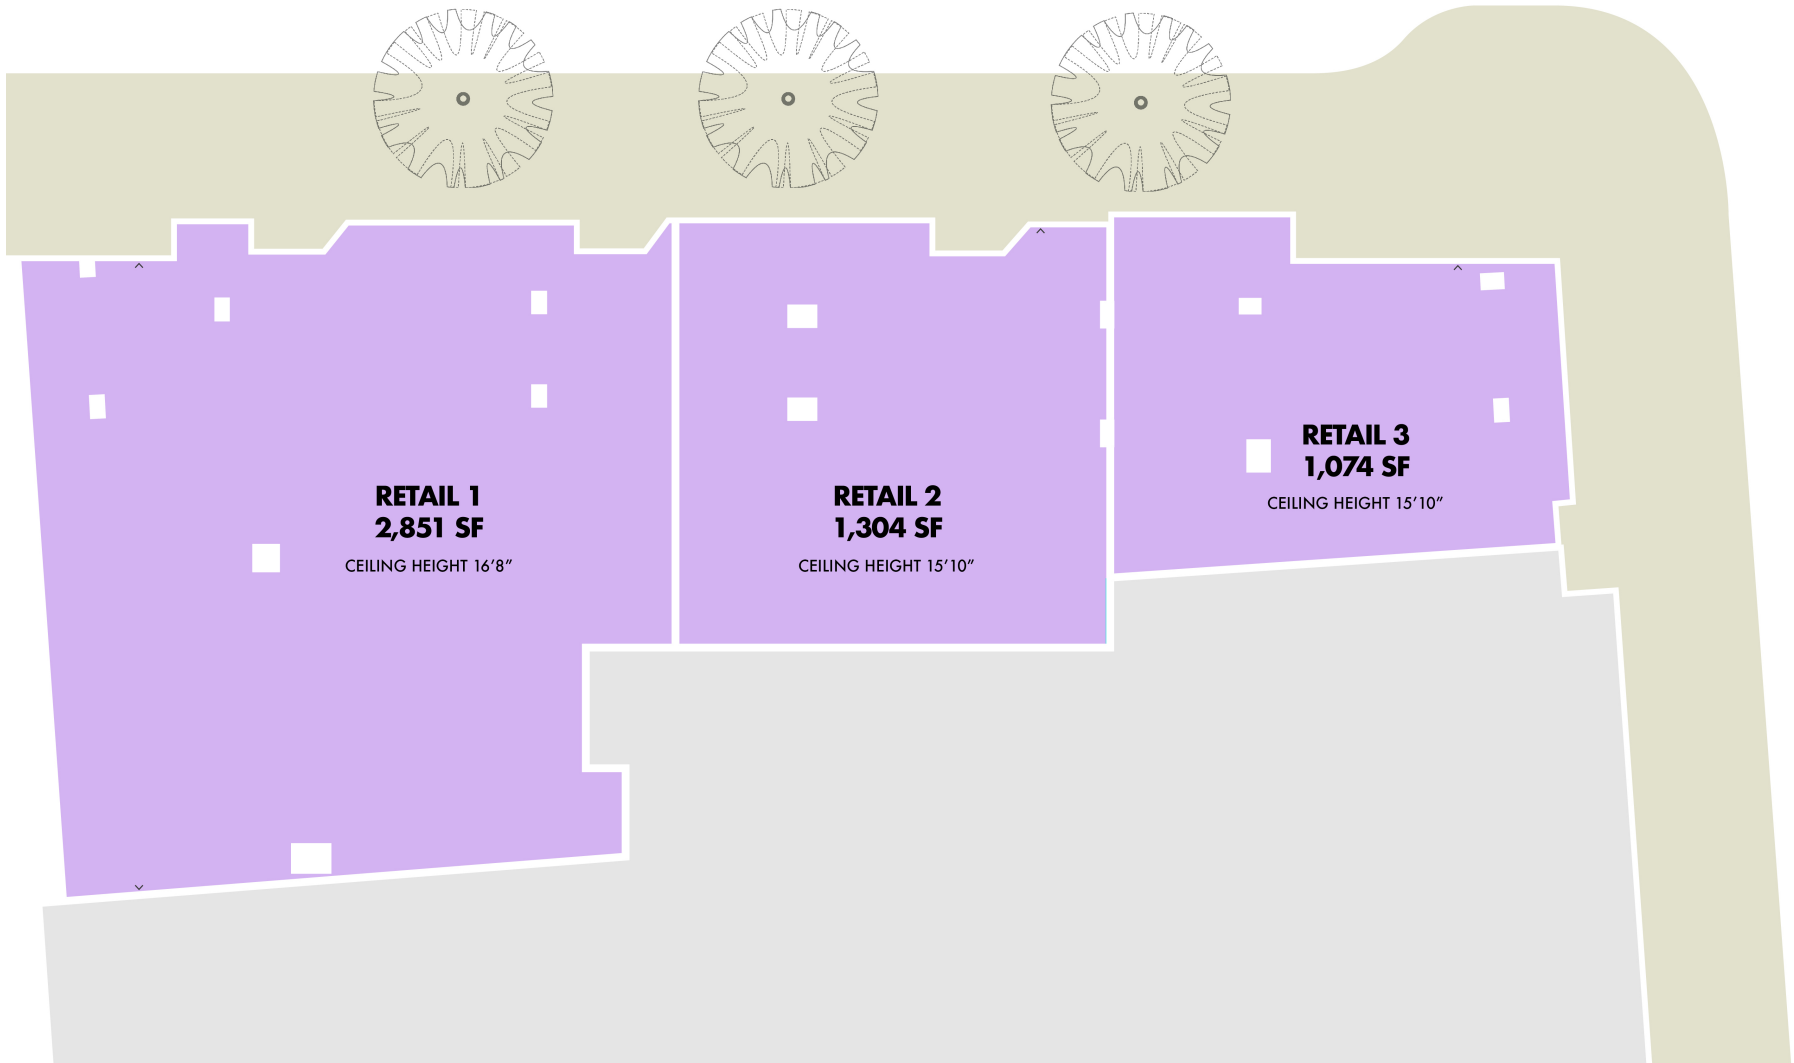 RETAIL 1
2,851 SF
CEILING HEIGHT 16’8”
RETAIL 2
1,304 SF
CEILING HEIGHT 15’10”
RETAIL 3
1,074 SF
CEILING HEIGHT 15’10”